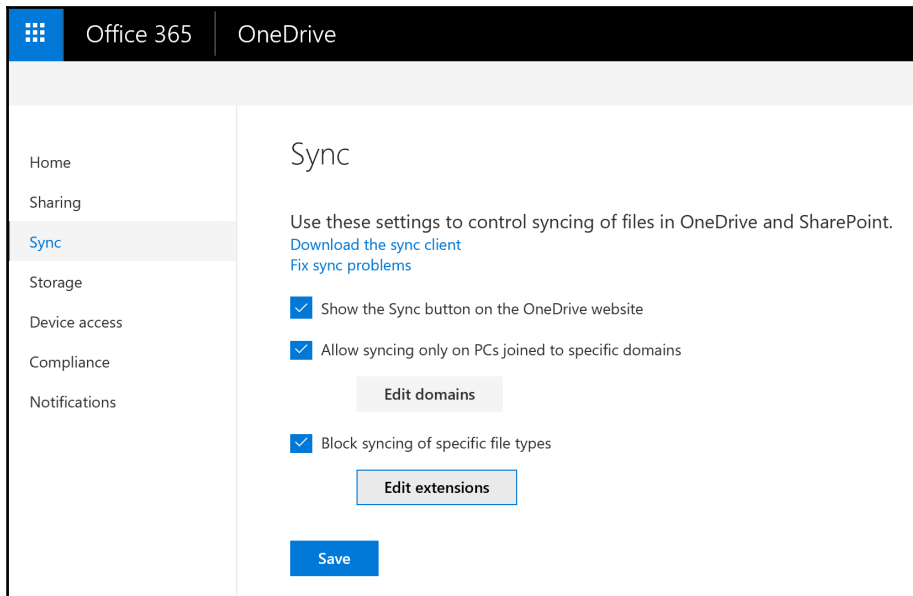 Office 365 OneDrive
Home
Sharing
Sync
Storage
Device access
Compliance
Notifications
Sync
Use these settings to control syncing of files in OneDrive and SharePoint.
Download the sync client
Fix sync problems
Show the Sync button on the OneDrive website
Allow syncing only on PCs joined to specific domains
Edit domains
Block syncing of specific file types
Edit extensions
Save